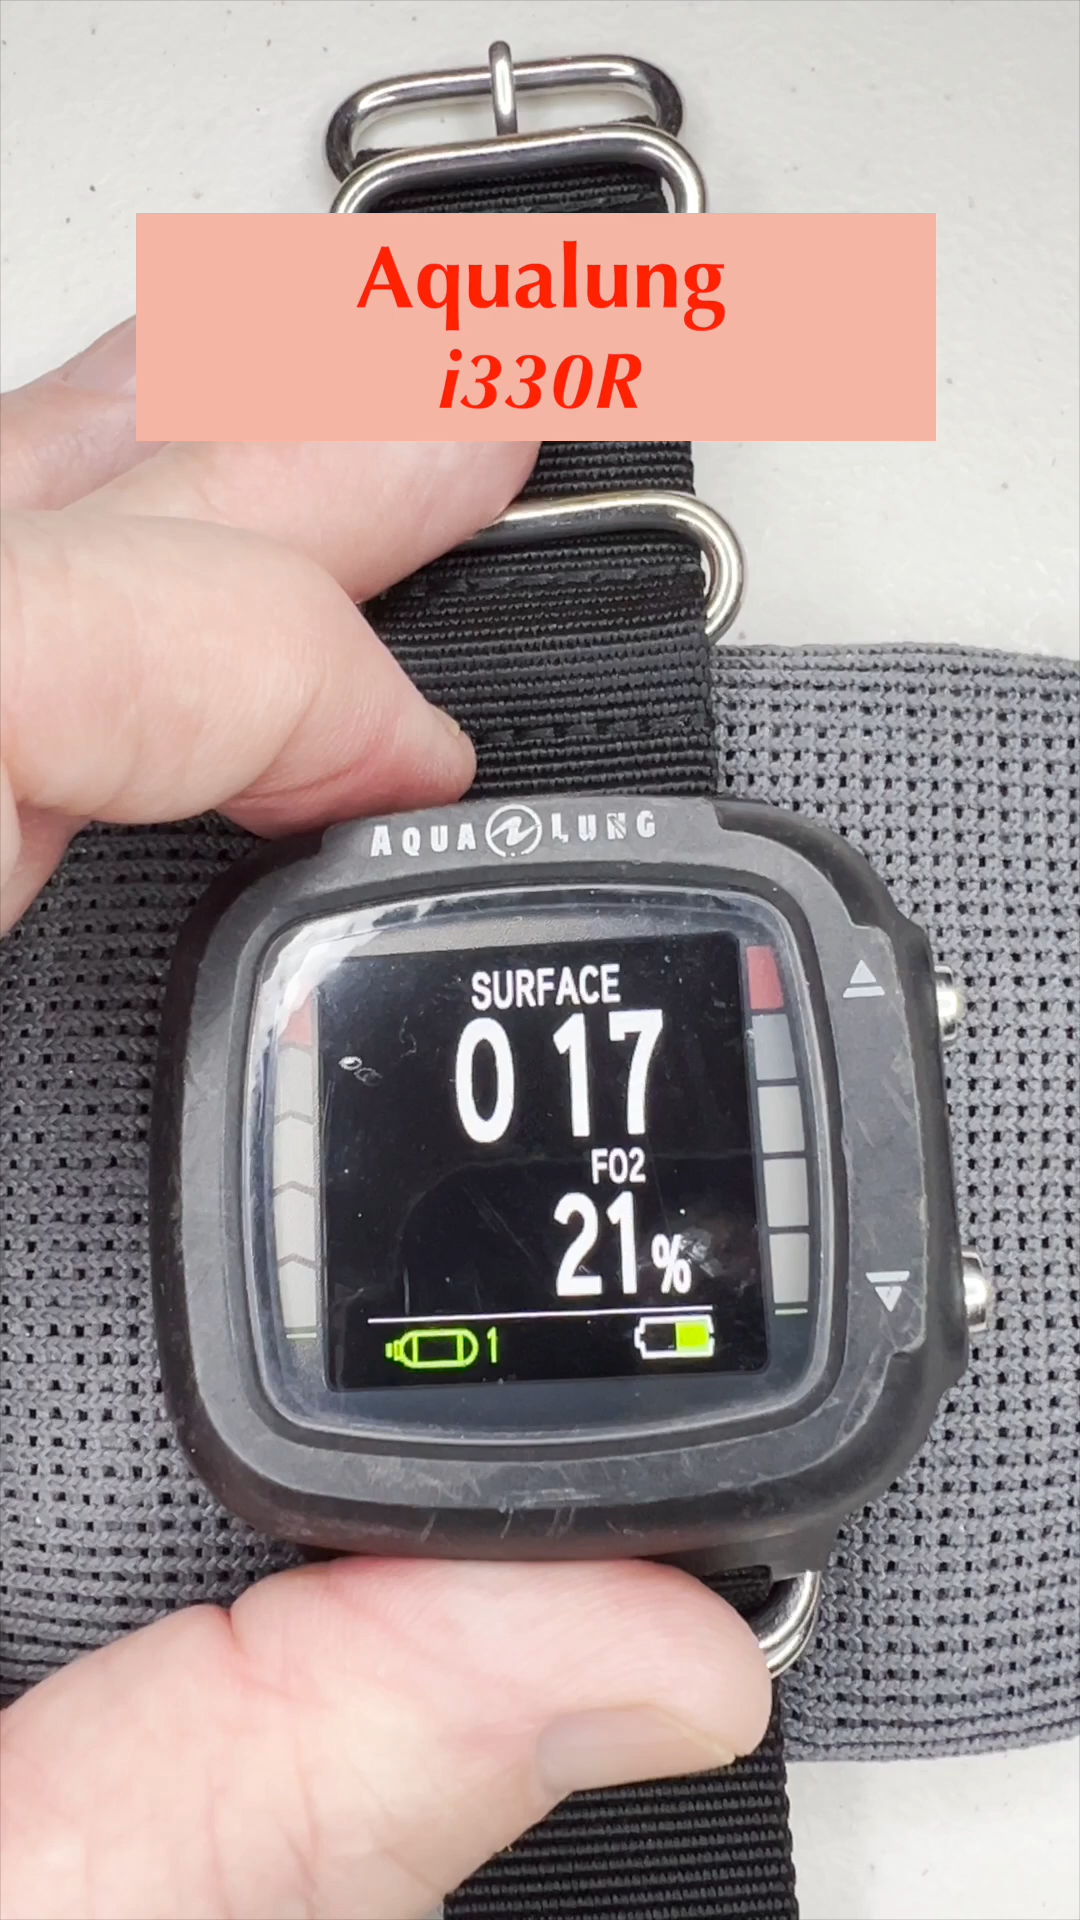 Aqualung
i330R
AQUA LUNG
SURFACE
0 17
FO2
21%
1